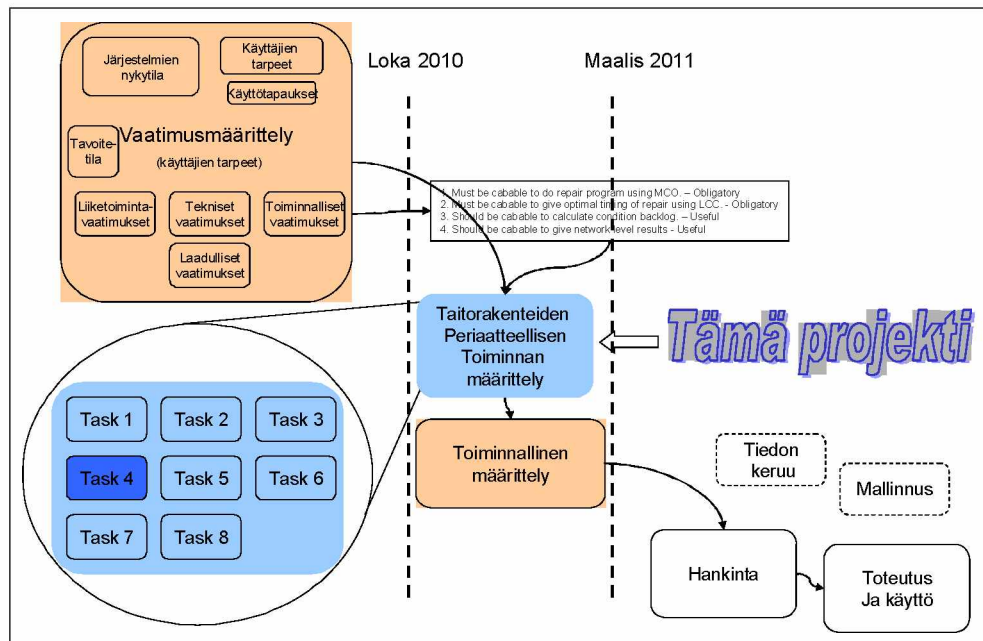 Järjestelmien
nykytila
Käyttäjien
tarpeet
Käyttötapaukset
Loka 2010
Maalis 2011
Tavoite-
tila
Vaatimusmäärittely
(käyttäjien tarpeet)
Liiketoiminta-
vaatimukset
Tekniset
vaatimukset
Toiminnalliset
vaatimukset
Laadulliset
vaatimukset
1. Must be cabable to do repair program using MCO. – Obligatory
2. Must be cabable to give optimal timing of repair using LCC. - Obligatory
3. Should be cabable to calculate condition backlog. – Useful
4. Should be cabable to give network level results - Useful
Taitorakenteiden
Periaatteellisen
Toiminnan
määrittely
Tämä projekti
Task 1
Task 2
Task 3
Task 4
Task 5
Task 6
Task 7
Task 8
Toiminnallinen
määrittely
Tiedon
keruu
Mallinnus
Hankinta
Toteutus
Ja käyttö